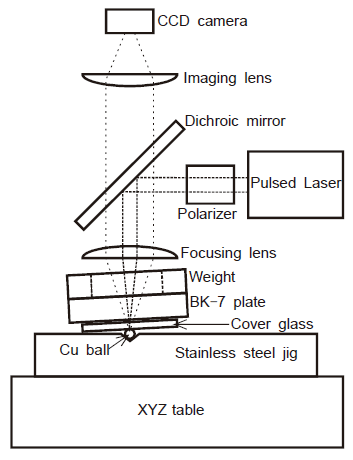 CCD camera
Imaging lens
Dichroic mirror
Pulsed Laser
Polarizer
Focusing lens
Weight
BK-7 plate
Cover glass
Cu ball
Stainless steel jig
XYZ table